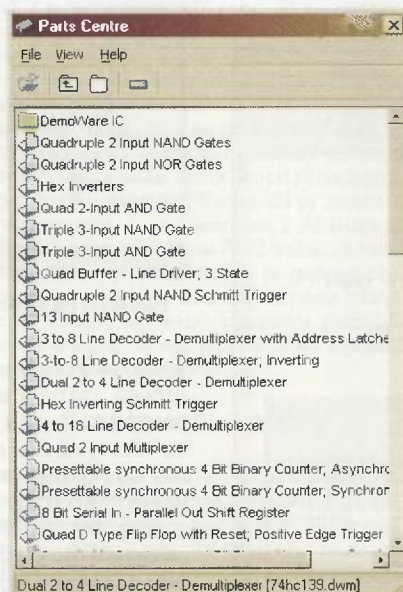 Parts Centre
File View Help
DemoWare IC
Quadruple 2 Input NAND Gates
Quadruple 2 Input NOR Gates
Hex Inverters
Quad 2-Input AND Gate
Triple 3-Input NAND Gate
Triple 3-Input AND Gate
Quad Buffer - Line Driver; 3 State
Quadruple 2 Input NAND Schmitt Trigger
13 Input NAND Gate
3 to 8 Line Decoder - Demultiplexer with Address Latche
3-to-8 Line Decoder - Demultiplexer; Inverting
Dual 2 to 4 Line Decoder - Demultiplexer
Hex Inverting Schmitt Trigger
4 to 16 Line Decoder - Demultiplexer
Quad 2 Input Multiplexer
Presettable synchronous 4 Bit Binary Counter; Asynchrc
Presettable synchronous 4 Bit Binary Counter; Synchror
8 Bit Serial In - Parallel Out Shift Register
Quad D Type Flip Flop with Reset; Positive Edge Trigger
Dual 2 to 4 Line Decoder - Demultiplexer [74hc139.dwm]